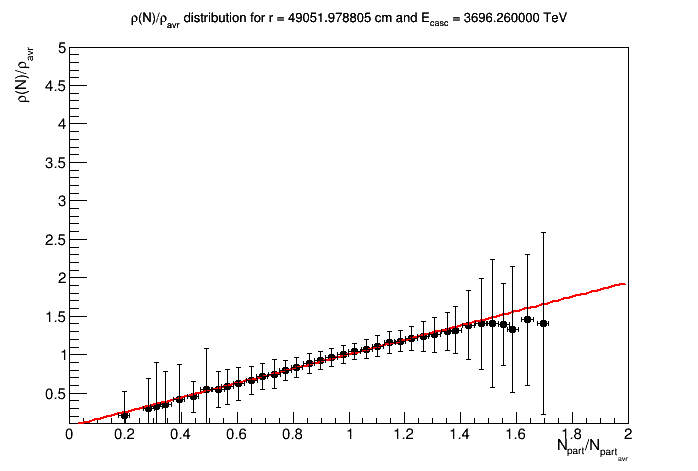 ρ(N)/ρavr distribution for r = 49051.978805 cm and Ecasc = 3696.260000 TeV
ρ(N)/ρavr
5
4.5
4
3.5
3
2.5
2
1.5
1
0.5
0 0.2 0.4 0.6 0.8 1 1.2 1.4 1.6 1.8 2
Npart/Npartavr